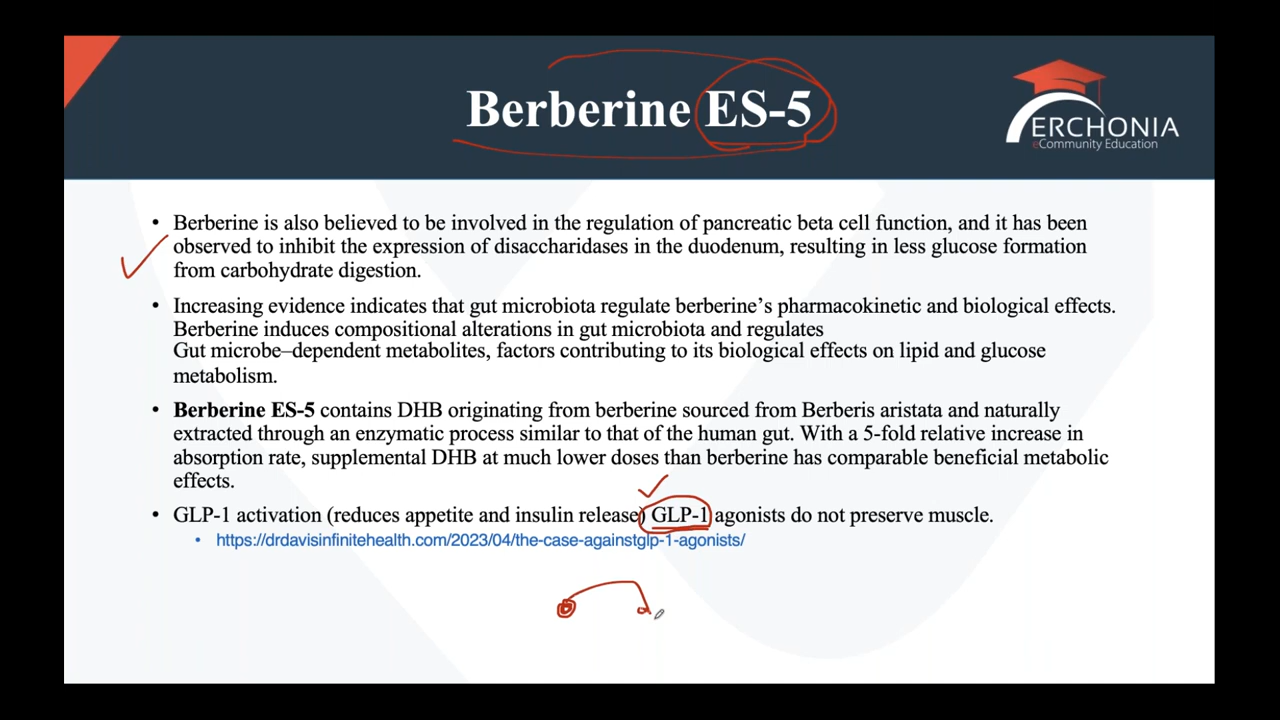 Berberine ES-5
ERCHONIA
eCommunity Education
• Berberine is also believed to be involved in the regulation of pancreatic beta cell function, and it has been
observed to inhibit the expression of disaccharidases in the duodenum, resulting in less glucose formation
from carbohydrate digestion.
• Increasing evidence indicates that gut microbiota regulate berberine’s pharmacokinetic and biological effects.
Berberine induces compositional alterations in gut microbiota and regulates
Gut microbe–dependent metabolites, factors contributing to its biological effects on lipid and glucose
metabolism.
• Berberine ES-5 contains DHB originating from berberine sourced from Berberis aristata and naturally
extracted through an enzymatic process similar to that of the human gut. With a 5-fold relative increase in
absorption rate, supplemental DHB at much lower doses than berberine has comparable beneficial metabolic
effects.
• GLP-1 activation (reduces appetite and insulin release) GLP-1 agonists do not preserve muscle.
• https://drdavisinfinitehealth.com/2023/04/the-case-againstglp-1-agonists/